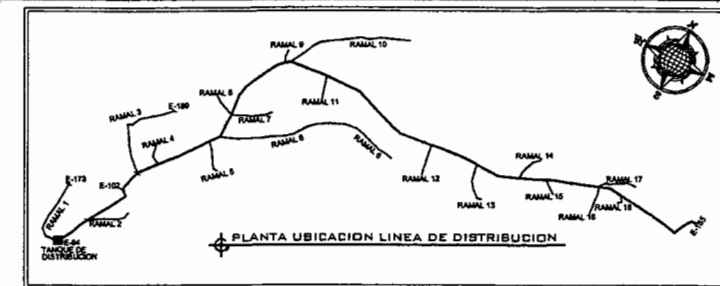 RAMAL 9
RAMAL 10
RAMAL 6
RAMAL 11
E-189
RAMAL 3
RAMAL 7
RAMAL 4
RAMAL 8
RAMAL 5
RAMAL 14
RAMAL 12
E-173
E-102
RAMAL 17
RAMAL 15
RAMAL 13
RAMAL 16
RAMAL 18
RAMAL 1
RAMAL 2
E-165
E-84
TANQUE DE
DISTRIBUCION
PLANTA UBICACION LINEA DE DISTRIBUCION
S